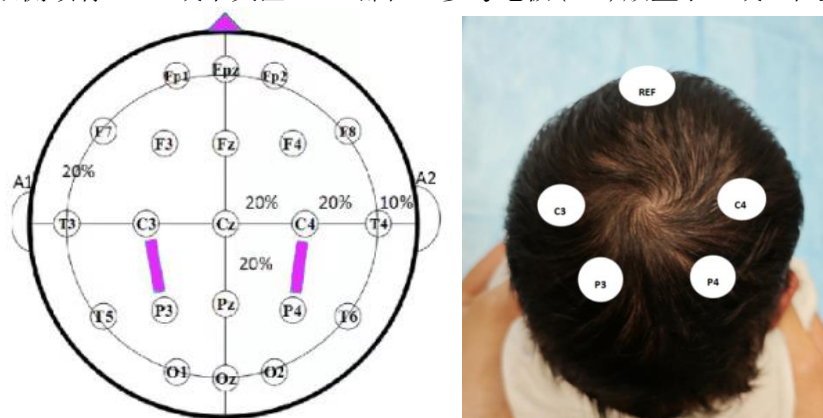 Fp1 Fpz Fp2
F7 F3 Fz F4 F8
20%
A1 A2
20% 20% 10%
T3 C3 Cz C4 T4
20%
T5 P3 Pz P4 T6
O1 Oz O2
REF
C3 C4
P3 P4